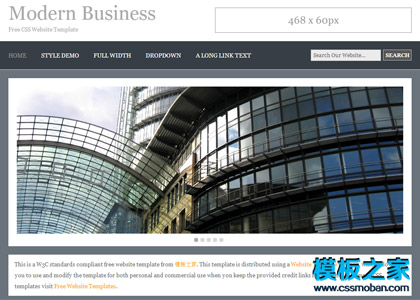 Modern Business
Free CSS Website Template
468 x 60px
HOME STYLE DEMO FULL WIDTH DROPDOWN A LONG LINK TEXT
Search Our Website... SEARCH
This is a W3C standards compliant free website template from 模板之家. This template is distributed using a Website
you to use and modify the template for both personal and commercial use when you keep the provided credit links
templates visit Free Website Templates.
模板之家
www.cssmoban.com